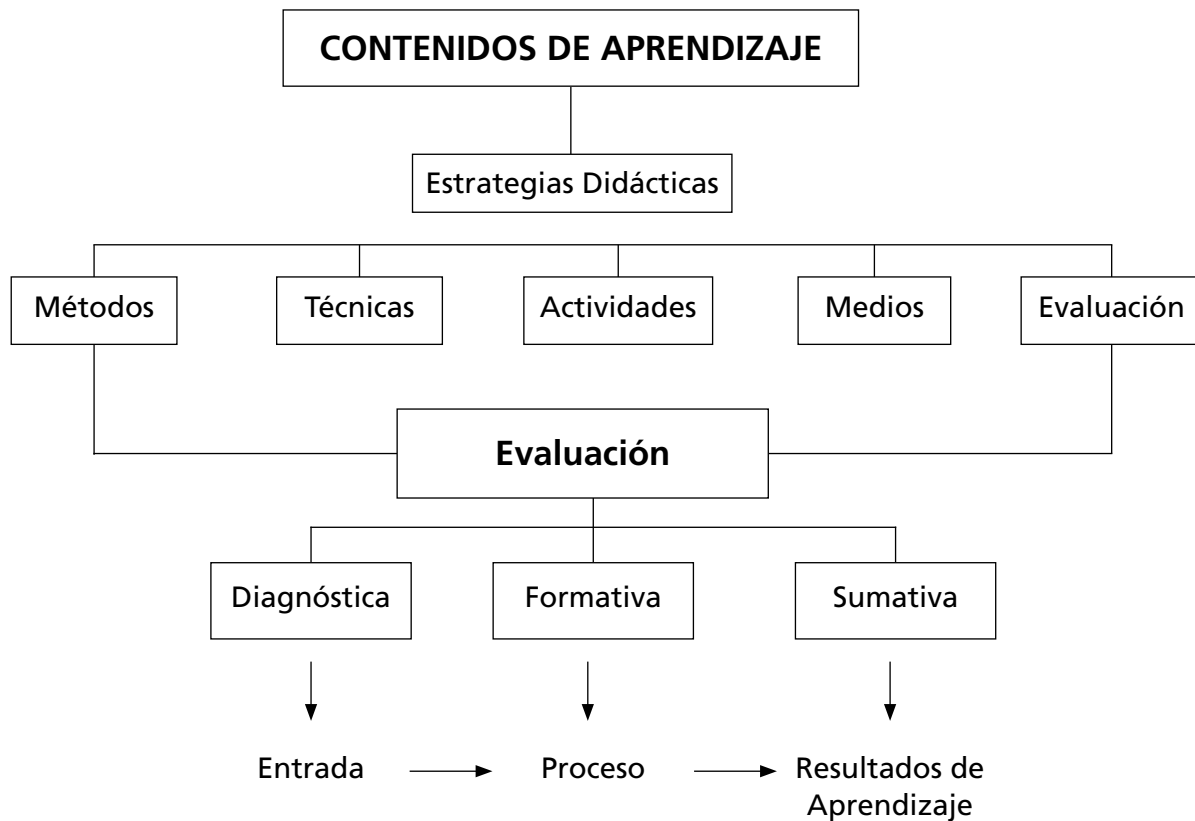 CONTENIDOS DE APRENDIZAJE
Estrategias Didácticas
Métodos
Técnicas
Actividades
Medios
Evaluación
Evaluación
Diagnóstica
Formativa
Sumativa
Entrada
Proceso
Resultados de
Aprendizaje